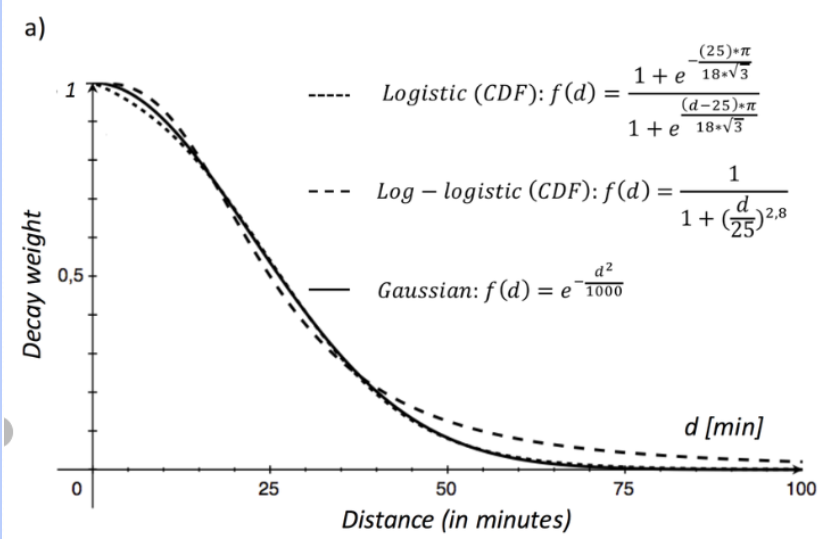 a)
1
0,5
0
25
50
75
100
Decay weight
Distance (in minutes)
d [min]
Logistic (CDF): f(d) = (1 + e^(-((25)*π)/(18*√3)))/(1 + e^(((d−25)*π)/(18*√3)))
Log − logistic (CDF): f(d) = 1/(1 + (d/25)^2,8)
Gaussian: f(d) = e^(-d²/1000)